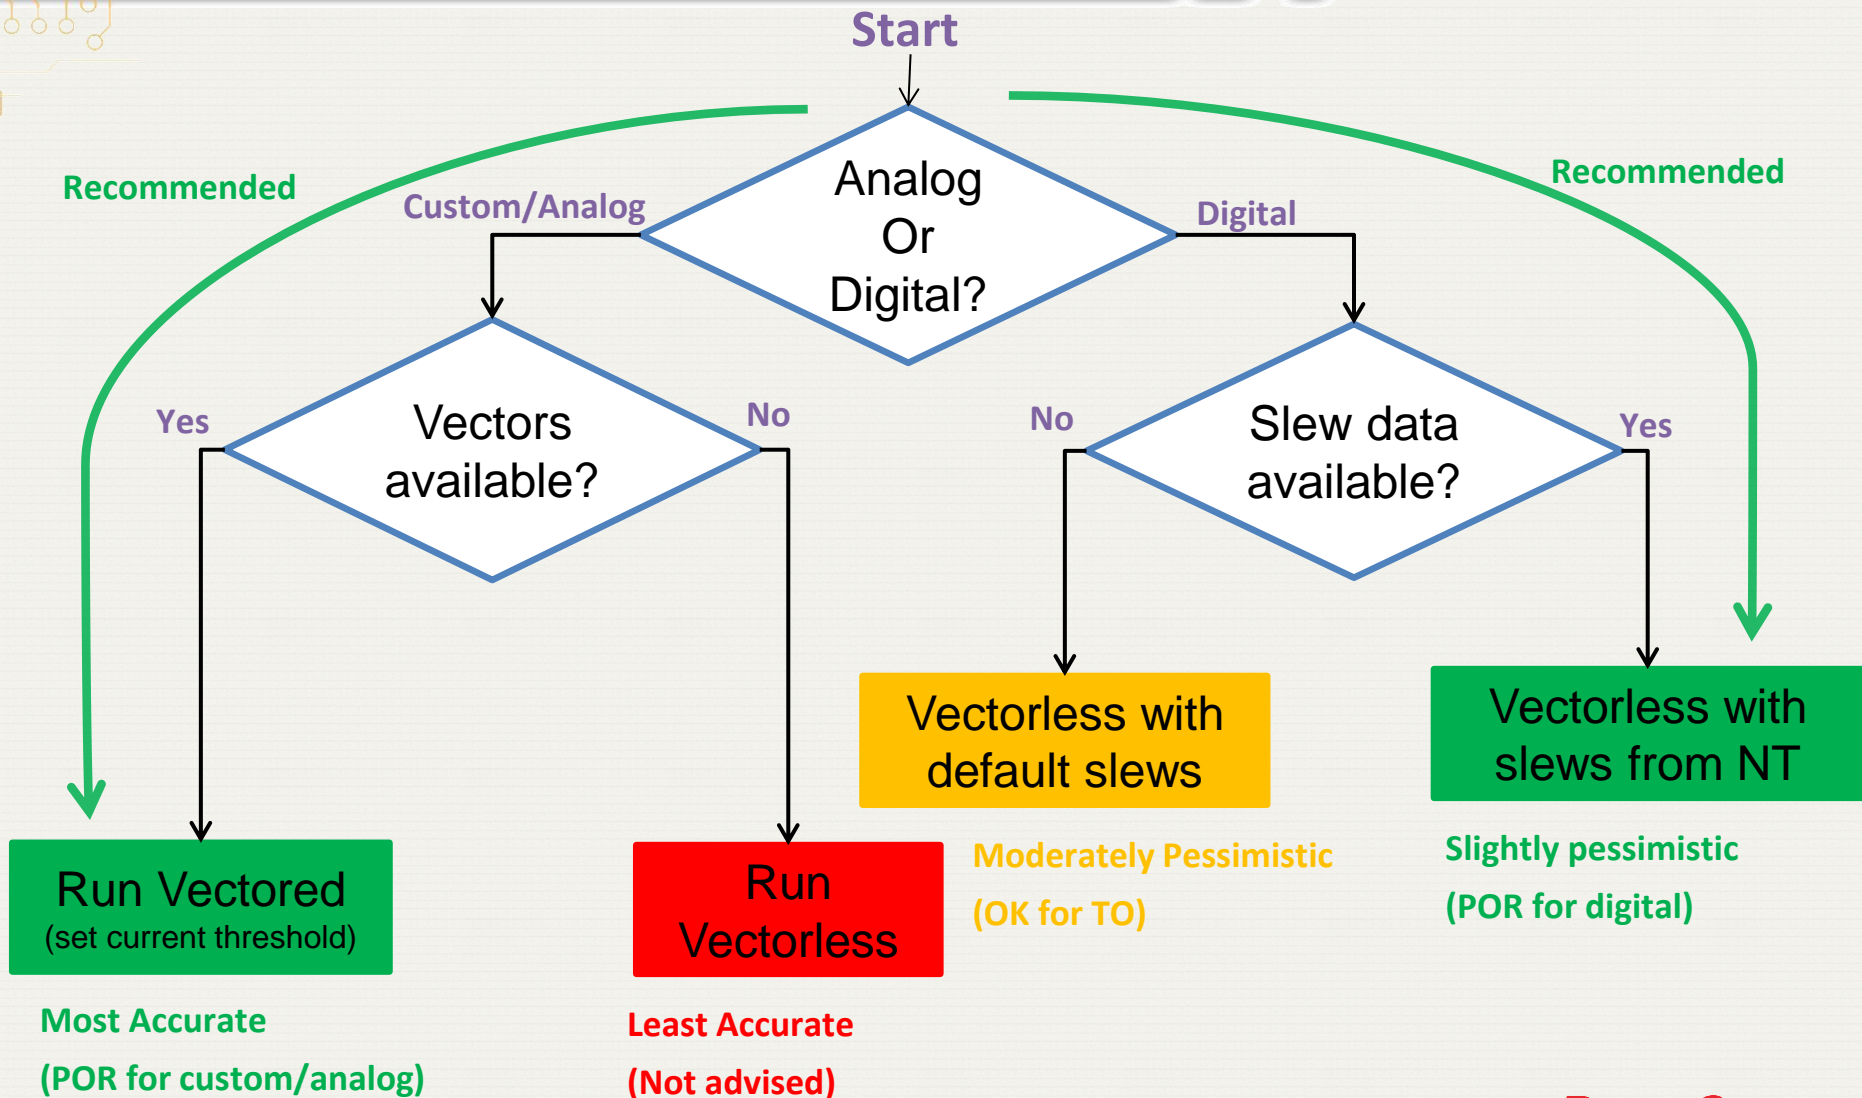 Start
Recommended
Recommended
Analog
Or
Digital?
Custom/Analog
Digital
Yes
Vectors
available?
No
No
Slew data
available?
Yes
Vectorless with
default slews
Vectorless with
slews from NT
Moderately Pessimistic
(OK for TO)
Slightly pessimistic
(POR for digital)
Run Vectored
(set current threshold)
Run
Vectorless
Most Accurate
(POR for custom/analog)
Least Accurate
(Not advised)